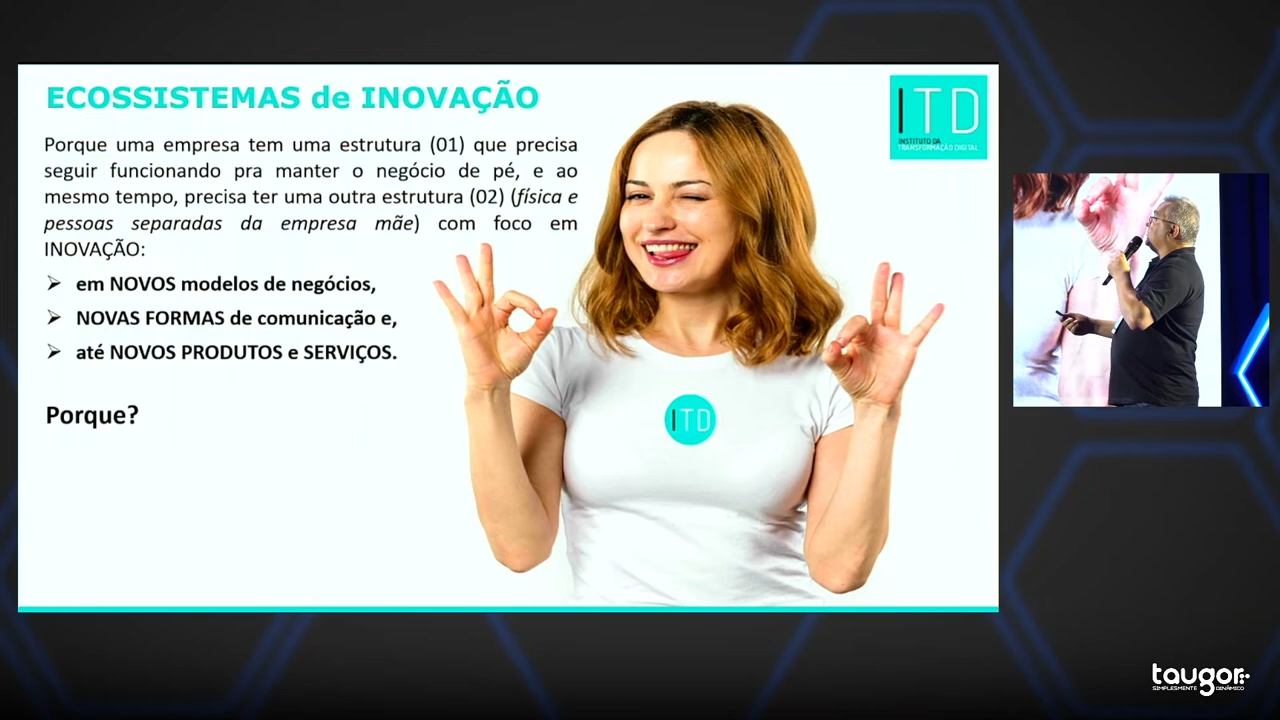 ECOSSISTEMAS de INOVAÇÃO
Porque uma empresa tem uma estrutura (01) que precisa
seguir funcionando pra manter o negócio de pé, e ao
mesmo tempo, precisa ter uma outra estrutura (02) (física e
pessoas separadas da empresa mãe) com foco em
INOVAÇÃO:
➢ em NOVOS modelos de negócios,
➢ NOVAS FORMAS de comunicação e,
➢ até NOVOS PRODUTOS e SERVIÇOS.
Porque?
ITD
INSTITUTO DA
TRANSFORMAÇÃO DIGITAL
ITD
taugor
SIMPLESMENTE DINÂMICO